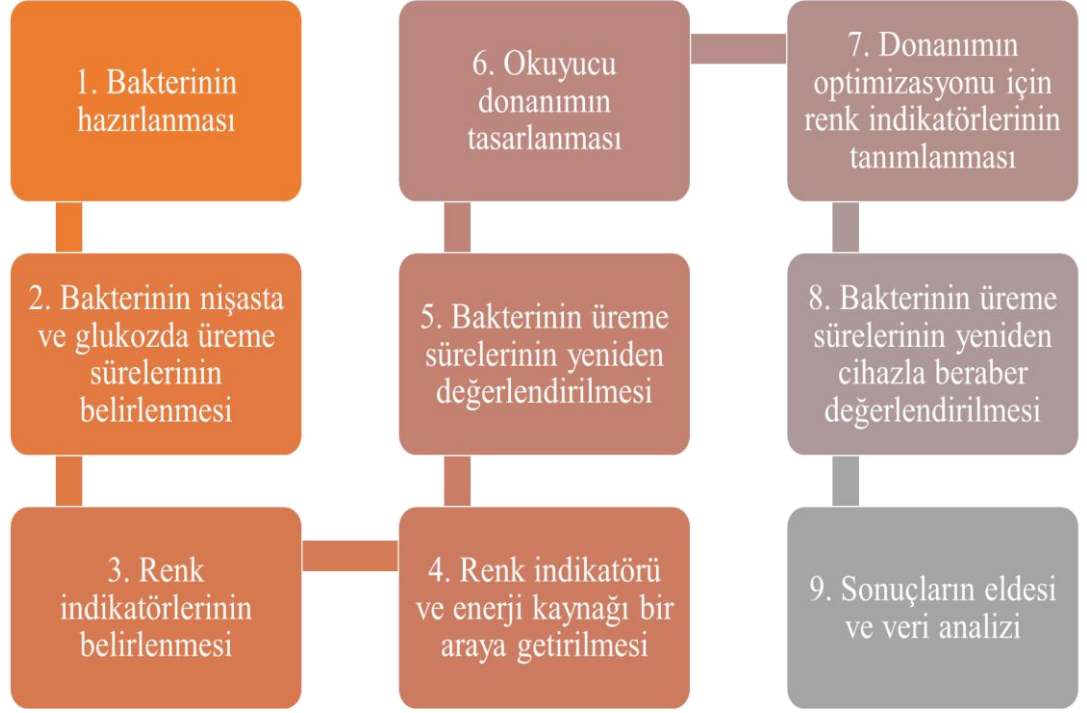 1. Bakterinin
hazırlanması
2. Bakterinin nişasta
ve glukozda üreme
sürelerinin
belirlenmesi
3. Renk
indikatörlerinin
belirlenmesi
4. Renk indikatörü
ve enerji kaynağı bir
araya getirilmesi
5. Bakterinin üreme
sürelerinin yeniden
değerlendirilmesi
6. Okuyucu
donanımın
tasarlanması
7. Donanımın
optimizasyonu için
renk indikatörlerinin
tanımlanması
8. Bakterinin üreme
sürelerinin yeniden
cihazla beraber
değerlendirilmesi
9. Sonuçların eldesi
ve veri analizi